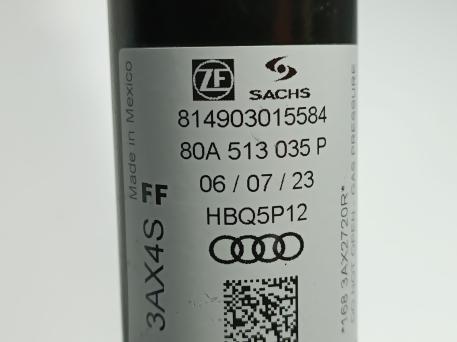 ZF
SACHS
814903015584
80A 513 035 P
06 / 07 / 23
HBQ5P12
Made in Mexico
3AX4S FF
*168 3AX2720R*
DO NOT OPEN - GAS PRESSURE